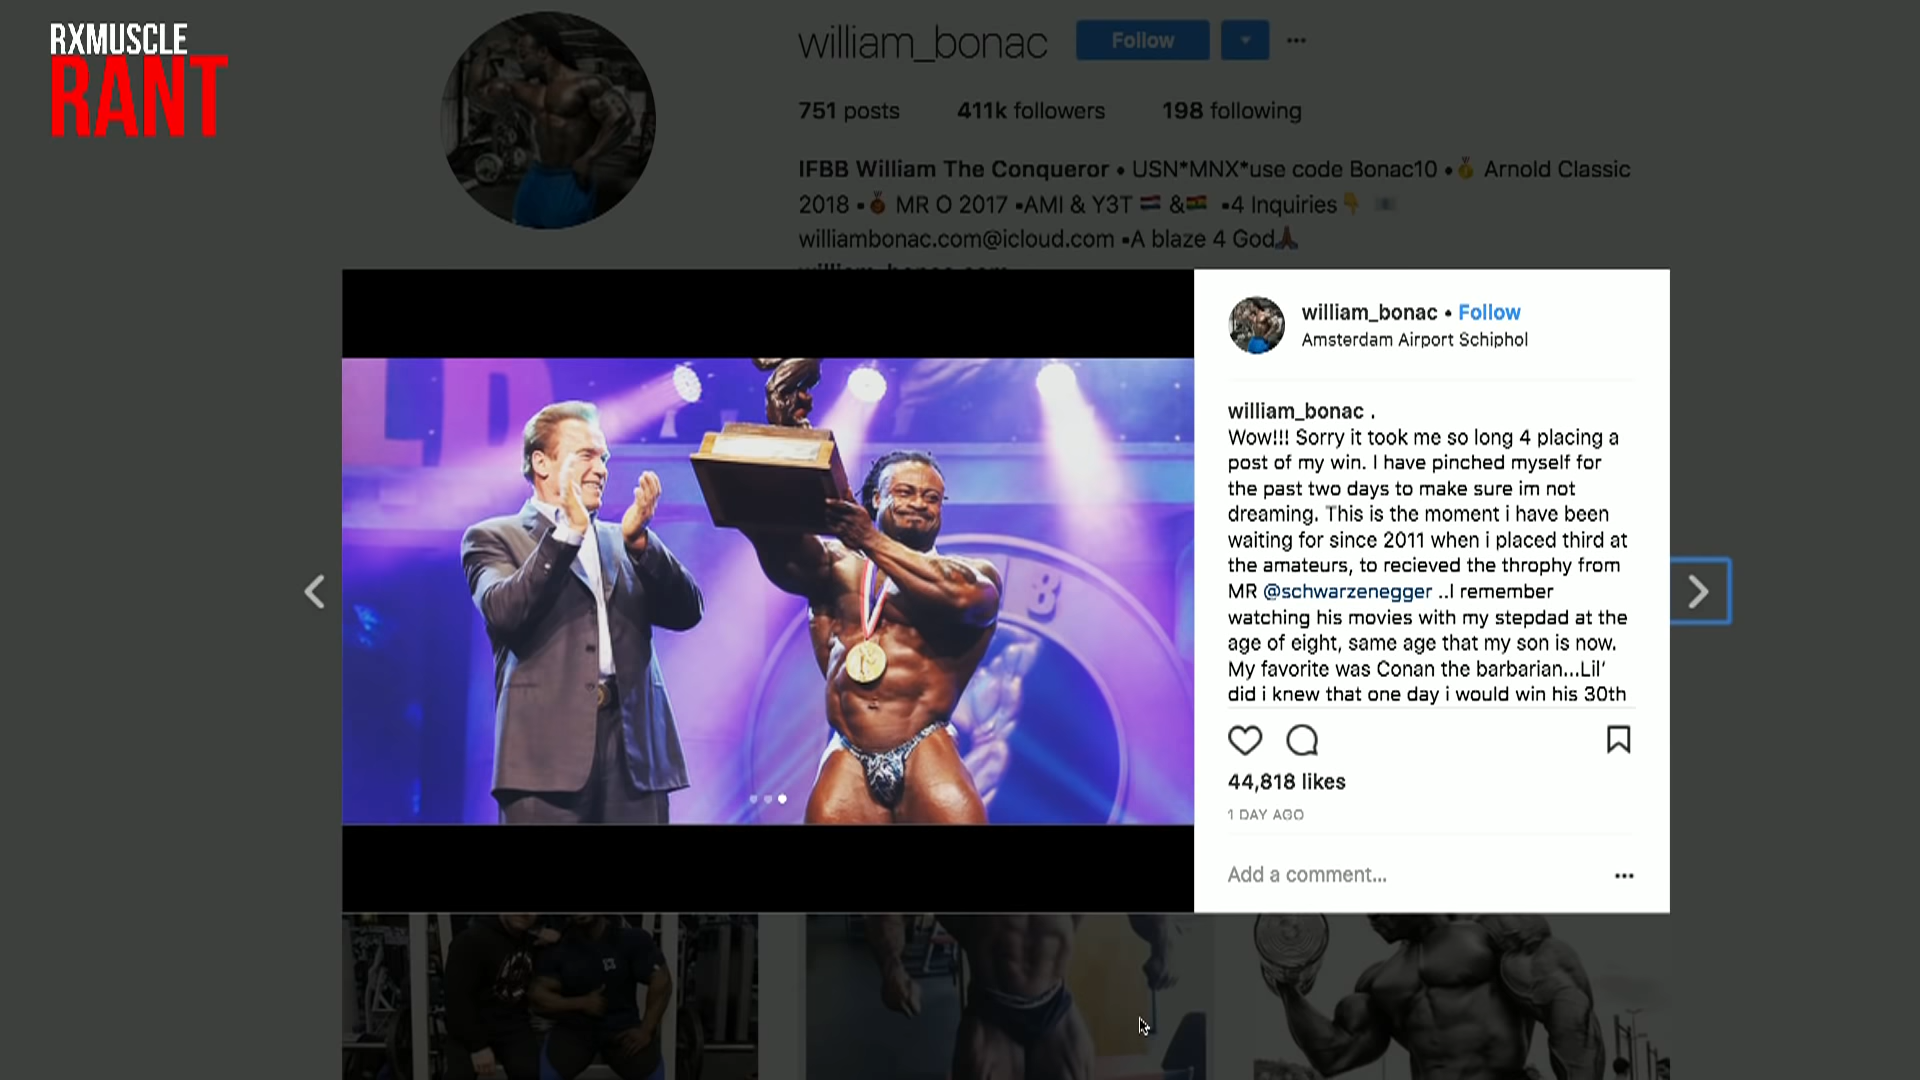 RXMUSCLE
RANT
william_bonac
Follow
751 posts 411k followers 198 following
IFBB William The Conqueror • USN*MNX*use code Bonac10 •🏅 Arnold Classic
2018 ▪🏅 MR O 2017 ▪AMI & Y3T 🇳🇱 &🇬🇭 ▪4 Inquiries👇 📧
williambonac.com@icloud.com ▪A blaze 4 God🙏🏾
william_bonac • Follow
Amsterdam Airport Schiphol
william_bonac .
Wow!!! Sorry it took me so long 4 placing a
post of my win. I have pinched myself for
the past two days to make sure im not
dreaming. This is the moment i have been
waiting for since 2011 when i placed third at
the amateurs, to recieved the throphy from
MR @schwarzenegger ..I remember
watching his movies with my stepdad at the
age of eight, same age that my son is now.
My favorite was Conan the barbarian...Lil'
did i knew that one day i would win his 30th
44,818 likes
1 DAY AGO
Add a comment...